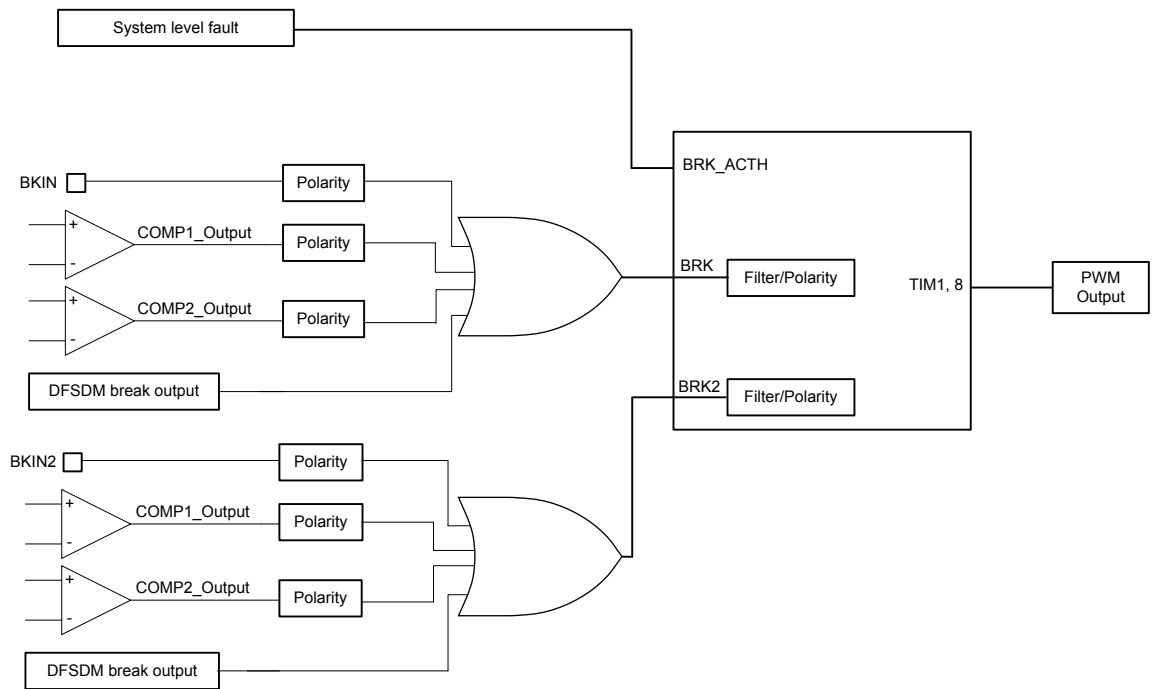 System level fault
BRK_ACTH
BKIN
Polarity
COMP1_Output
+
-
Polarity
COMP2_Output
+
-
Polarity
BRK
Filter/Polarity
TIM1, 8
PWM
Output
DFSDM break output
BRK2
Filter/Polarity
BKIN2
Polarity
COMP1_Output
+
-
Polarity
COMP2_Output
+
-
Polarity
DFSDM break output